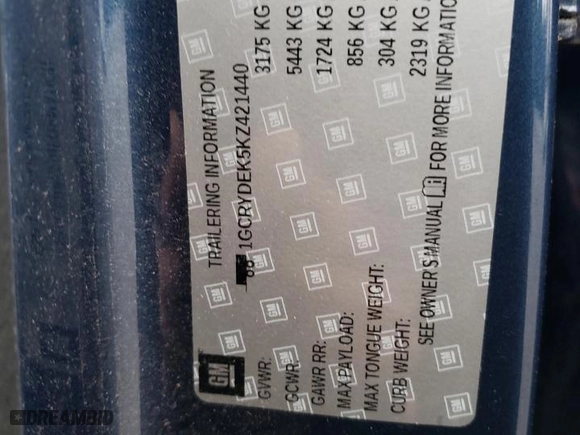 GM
TRAILERING INFORMATION
1GCRYDEK5KZ421440
GVWR: 3175 KG
GCWR: 5443 KG
GAWR RR: 1724 KG
MAX PAYLOAD: 856 KG
MAX TONGUE WEIGHT: 304 KG
CURB WEIGHT: 2319 KG
SEE OWNER'S MANUAL FOR MORE INFORMATIO
DREAMBID